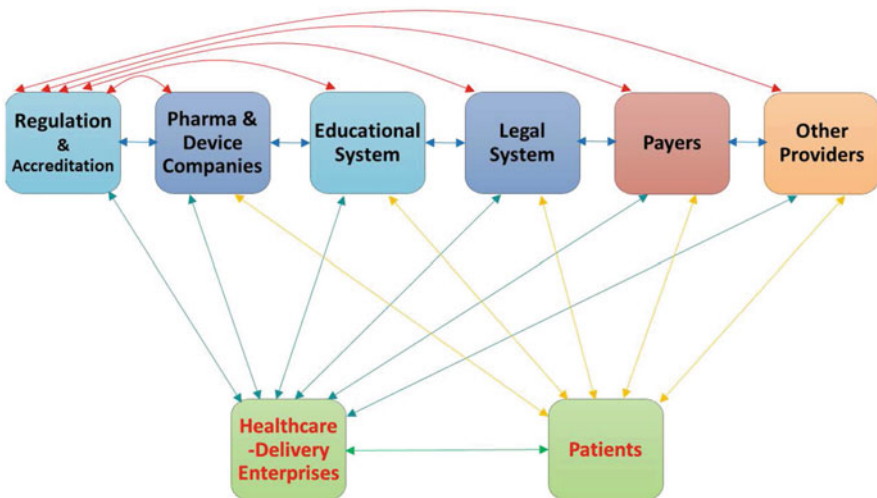 Regulation
&
Accreditation
Pharma &
Device
Companies
Educational
System
Legal
System
Payers
Other
Providers
Healthcare
-Delivery
Enterprises
Patients